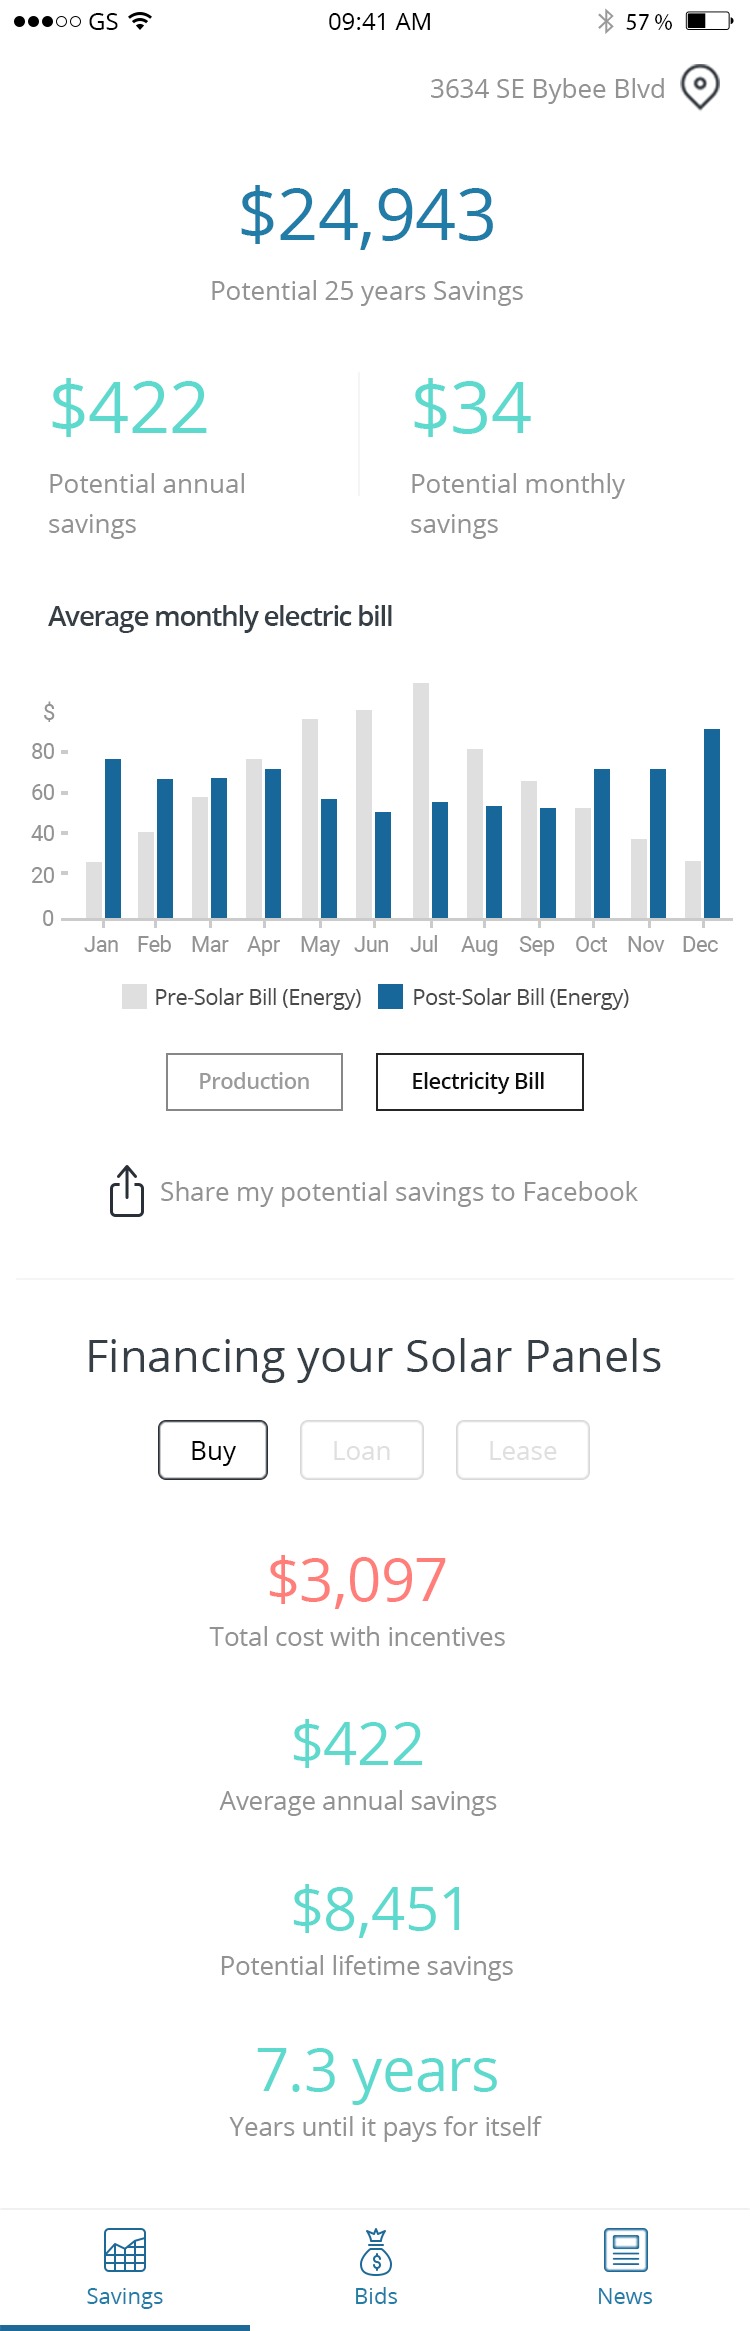 GS 09:41 AM 57 %
3634 SE Bybee Blvd
$24,943
Potential 25 years Savings
$422 $34
Potential annual Potential monthly
savings savings
Average monthly electric bill
$
80
60
40
20
0
Jan Feb Mar Apr May Jun Jul Aug Sep Oct Nov Dec
Pre-Solar Bill (Energy) Post-Solar Bill (Energy)
Production Electricity Bill
Share my potential savings to Facebook
Financing your Solar Panels
Buy Loan Lease
$3,097
Total cost with incentives
$422
Average annual savings
$8,451
Potential lifetime savings
7.3 years
Years until it pays for itself
$
Savings Bids News